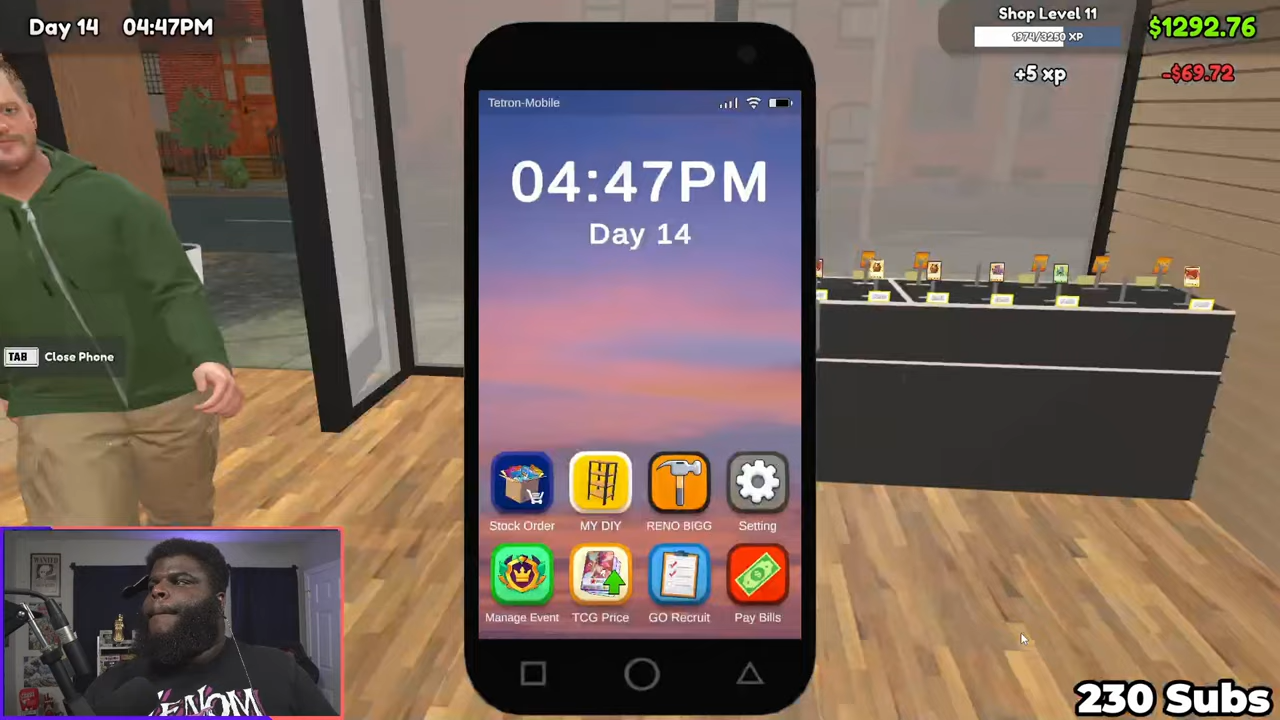 Day 14 04:47PM
Shop Level 11
1974/3250 XP
$1292.76
+5 xp
-$69.72
Tetron-Mobile
04:47PM
Day 14
TAB Close Phone
Stock Order MY DIY RENO BIGG Setting
Manage Event TCG Price GO Recruit Pay Bills
WANTED
VENOM
230 Subs